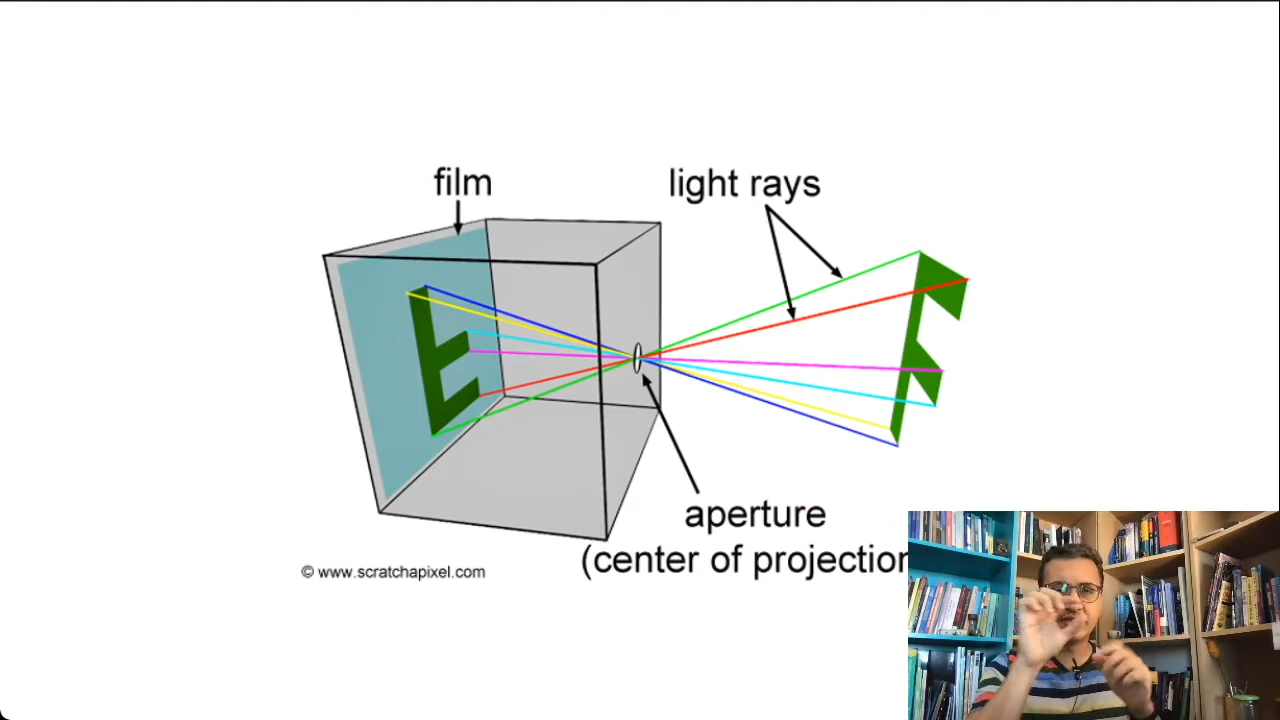 film
light rays
aperture
(center of projection
© www.scratchapixel.com